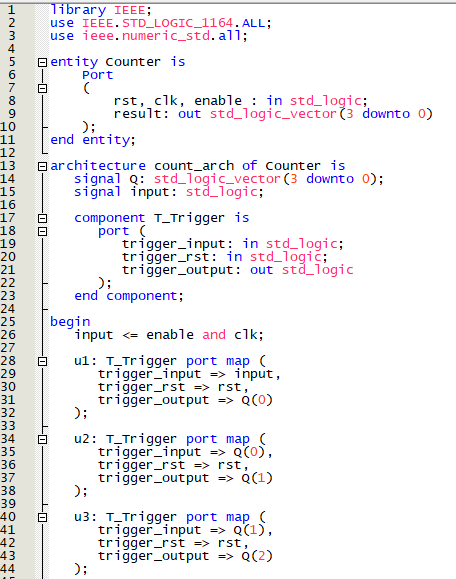 1 library IEEE;
2 use IEEE.STD_LOGIC_1164.ALL;
3 use ieee.numeric_std.all;
4
5 entity Counter is
6 Port
7 (
8 rst, clk, enable : in std_logic;
9 result: out std_logic_vector(3 downto 0)
10 );
11 end entity;
12
13 architecture count_arch of Counter is
14 signal Q: std_logic_vector(3 downto 0);
15 signal input: std_logic;
16
17 component T_Trigger is
18 port (
19 trigger_input: in std_logic;
20 trigger_rst: in std_logic;
21 trigger_output: out std_logic
22 );
23 end component;
24
25 begin
26 input <= enable and clk;
27
28 u1: T_Trigger port map (
29 trigger_input => input,
30 trigger_rst => rst,
31 trigger_output => Q(0)
32 );
33
34 u2: T_Trigger port map (
35 trigger_input => Q(0),
36 trigger_rst => rst,
37 trigger_output => Q(1)
38 );
39
40 u3: T_Trigger port map (
41 trigger_input => Q(1),
42 trigger_rst => rst,
43 trigger_output => Q(2)
44 );